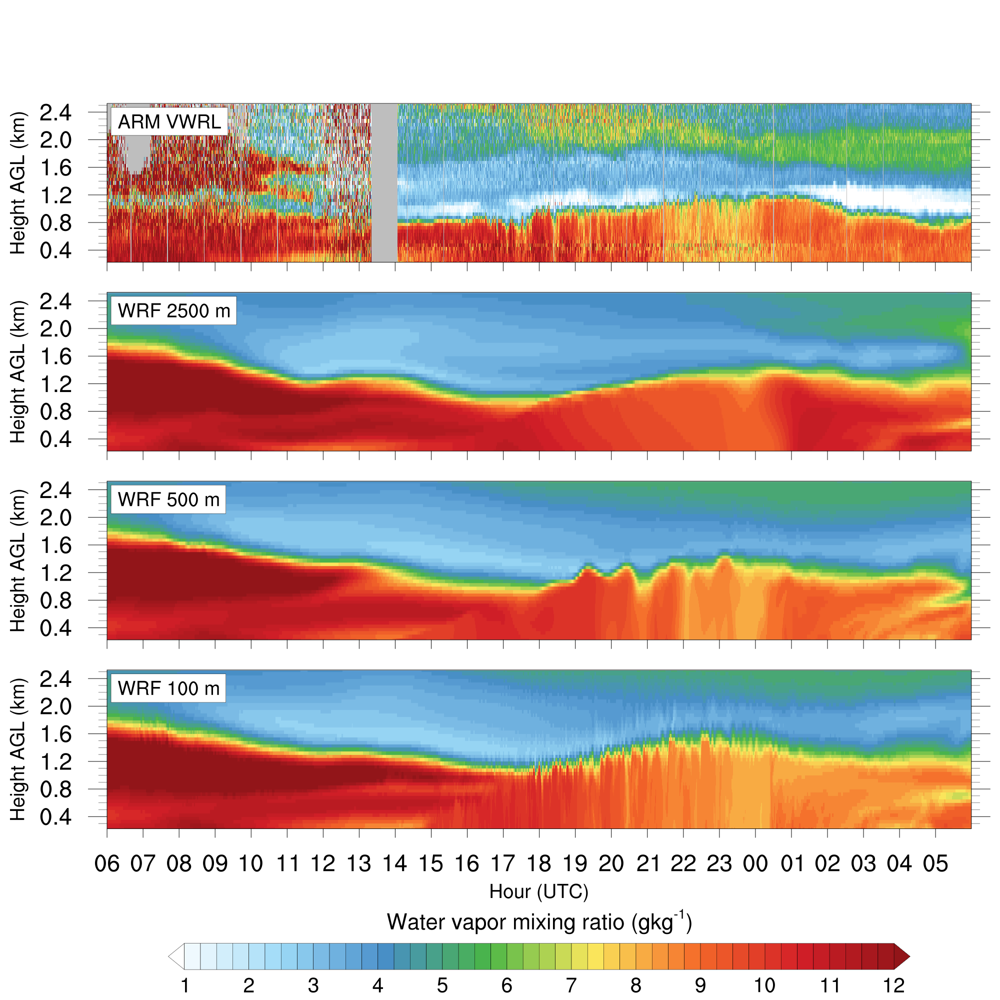 2.4
2.0
1.6
1.2
0.8
0.4
Height AGL (km)
ARM VWRL
2.4
2.0
1.6
1.2
0.8
0.4
Height AGL (km)
WRF 2500 m
2.4
2.0
1.6
1.2
0.8
0.4
Height AGL (km)
WRF 500 m
2.4
2.0
1.6
1.2
0.8
0.4
Height AGL (km)
WRF 100 m
06 07 08 09 10 11 12 13 14 15 16 17 18 19 20 21 22 23 00 01 02 03 04 05
Hour (UTC)
Water vapor mixing ratio (gkg⁻¹)
1 2 3 4 5 6 7 8 9 10 11 12